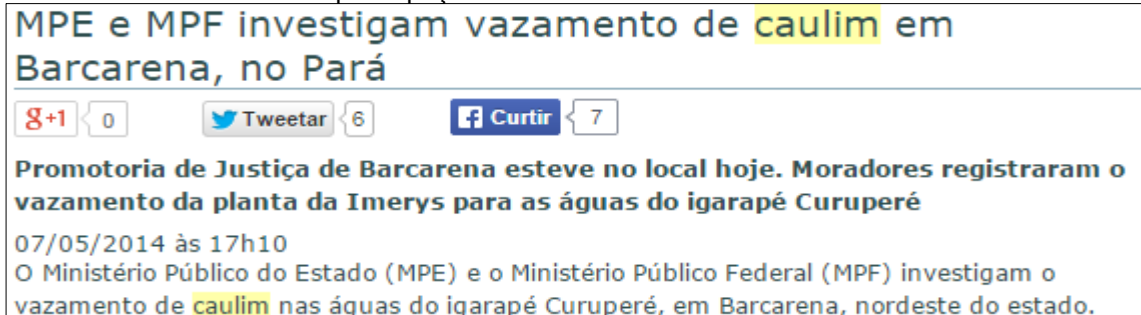 MPE e MPF investigam vazamento de caulim em
Barcarena, no Pará
g+1 0 Tweetar 6 Curtir 7
Promotoria de Justiça de Barcarena esteve no local hoje. Moradores registraram o
vazamento da planta da Imerys para as águas do igarapé Curuperé
07/05/2014 às 17h10
O Ministério Público do Estado (MPE) e o Ministério Público Federal (MPF) investigam o
vazamento de caulim nas águas do igarapé Curuperé, em Barcarena, nordeste do estado.